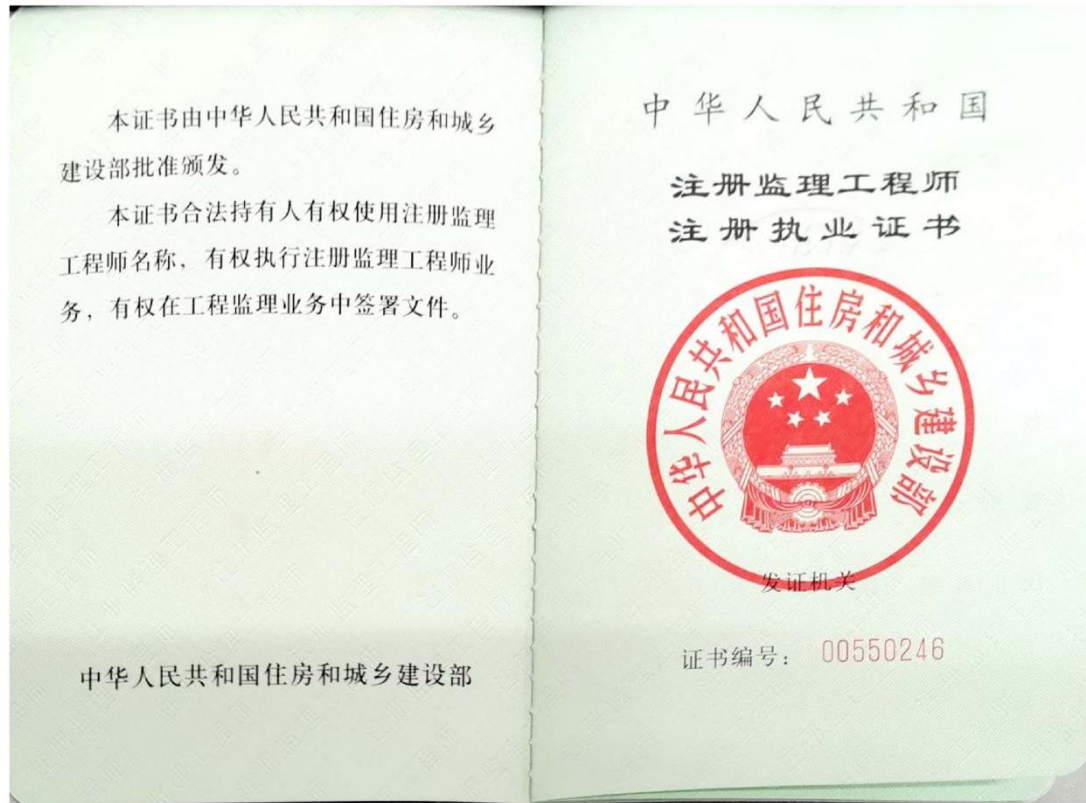 本证书由中华人民共和国住房和城乡
建设部批准颁发。
本证书合法持有人有权使用注册监理
工程师名称，有权执行注册监理工程师业
务，有权在工程监理业务中签署文件。
中华人民共和国住房和城乡建设部
中华人民共和国
注册监理工程师
注册执业证书
中华人民共和国住房和城乡建设部
发证机关
证书编号： 00550246